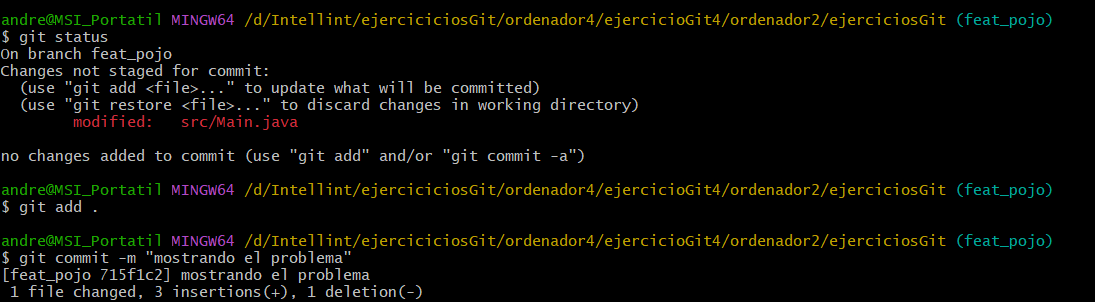 andre@MSI_Portatil MINGW64 /d/Intellint/ejerciciciosGit/ordenador4/ejercicioGit4/ordenador2/ejerciciosGit (feat_pojo)
$ git status
On branch feat_pojo
Changes not staged for commit:
  (use "git add <file>..." to update what will be committed)
  (use "git restore <file>..." to discard changes in working directory)
        modified:   src/Main.java

no changes added to commit (use "git add" and/or "git commit -a")

andre@MSI_Portatil MINGW64 /d/Intellint/ejerciciciosGit/ordenador4/ejercicioGit4/ordenador2/ejerciciosGit (feat_pojo)
$ git add .

andre@MSI_Portatil MINGW64 /d/Intellint/ejerciciciosGit/ordenador4/ejercicioGit4/ordenador2/ejerciciosGit (feat_pojo)
$ git commit -m "mostrando el problema"
[feat_pojo 715f1c2] mostrando el problema
 1 file changed, 3 insertions(+), 1 deletion(-)